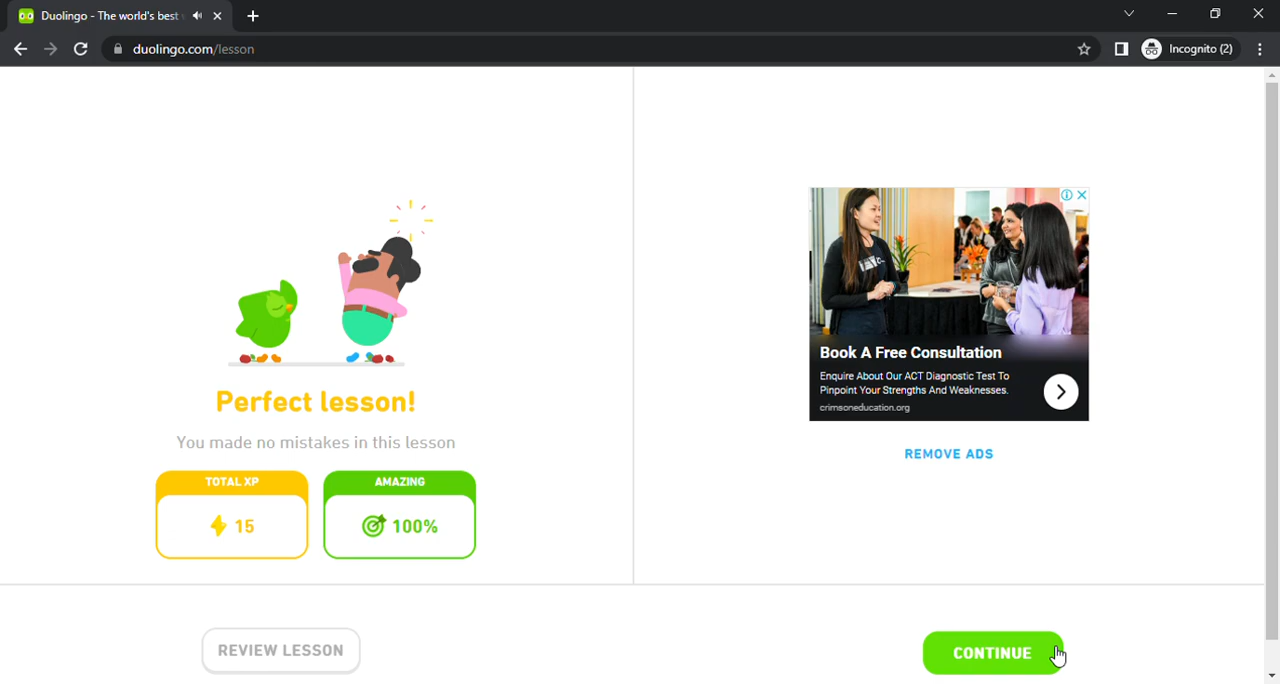 Duolingo - The world's best
duolingo.com/lesson
Incognito (2)
Perfect lesson!
You made no mistakes in this lesson
TOTAL XP
15
AMAZING
100%
REVIEW LESSON
Book A Free Consultation
Enquire About Our ACT Diagnostic Test To
Pinpoint Your Strengths And Weaknesses.
crimsoneducation.org
REMOVE ADS
CONTINUE